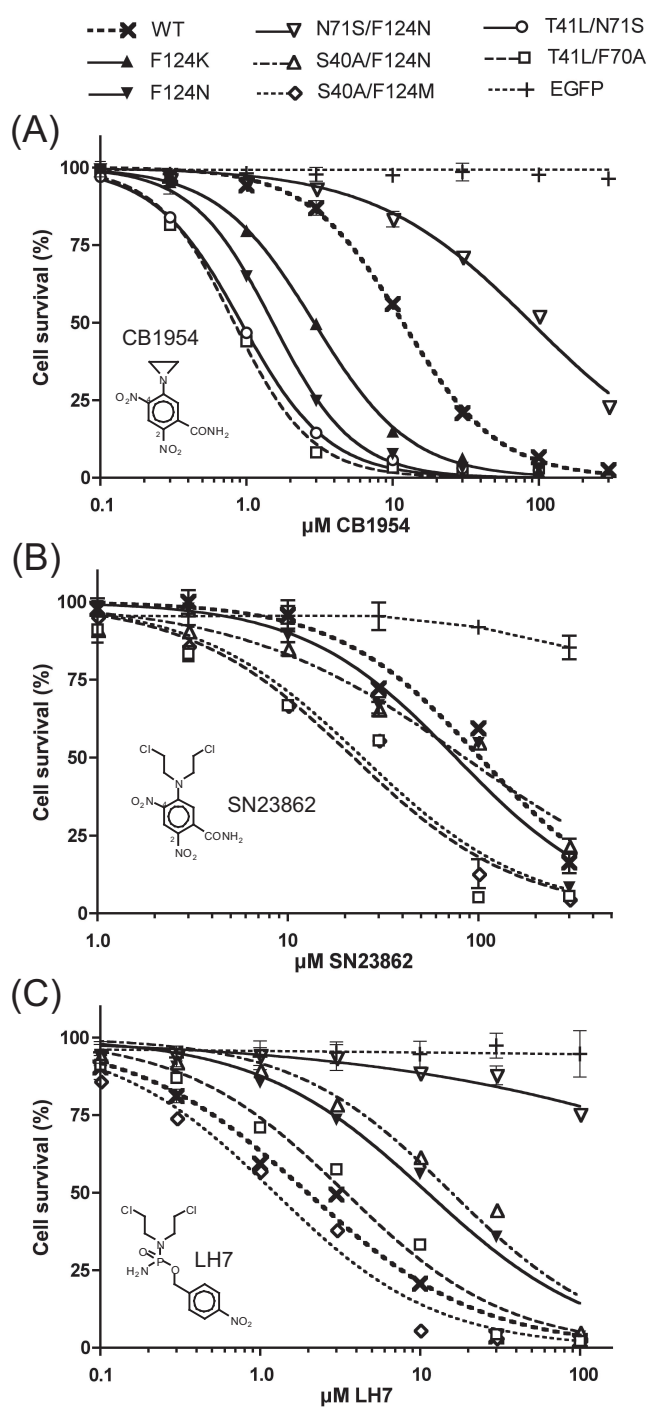 WT N71S/F124N T41L/N71S
F124K S40A/F124N T41L/F70A
F124N S40A/F124M EGFP
(A)
100
75
50
25
0
Cell survival (%)
CB1954
N
O2N
4
2
NO2
CONH2
0.1 1.0 10 100
µM CB1954
(B)
100
75
50
25
0
Cell survival (%)
Cl Cl
N
O2N
4
2
NO2
CONH2
SN23862
1.0 10 100
µM SN23862
(C)
100
75
50
25
0
Cell survival (%)
Cl Cl
N
O
P
H2N
O
NO2
LH7
0.1 1.0 10 100
µM LH7